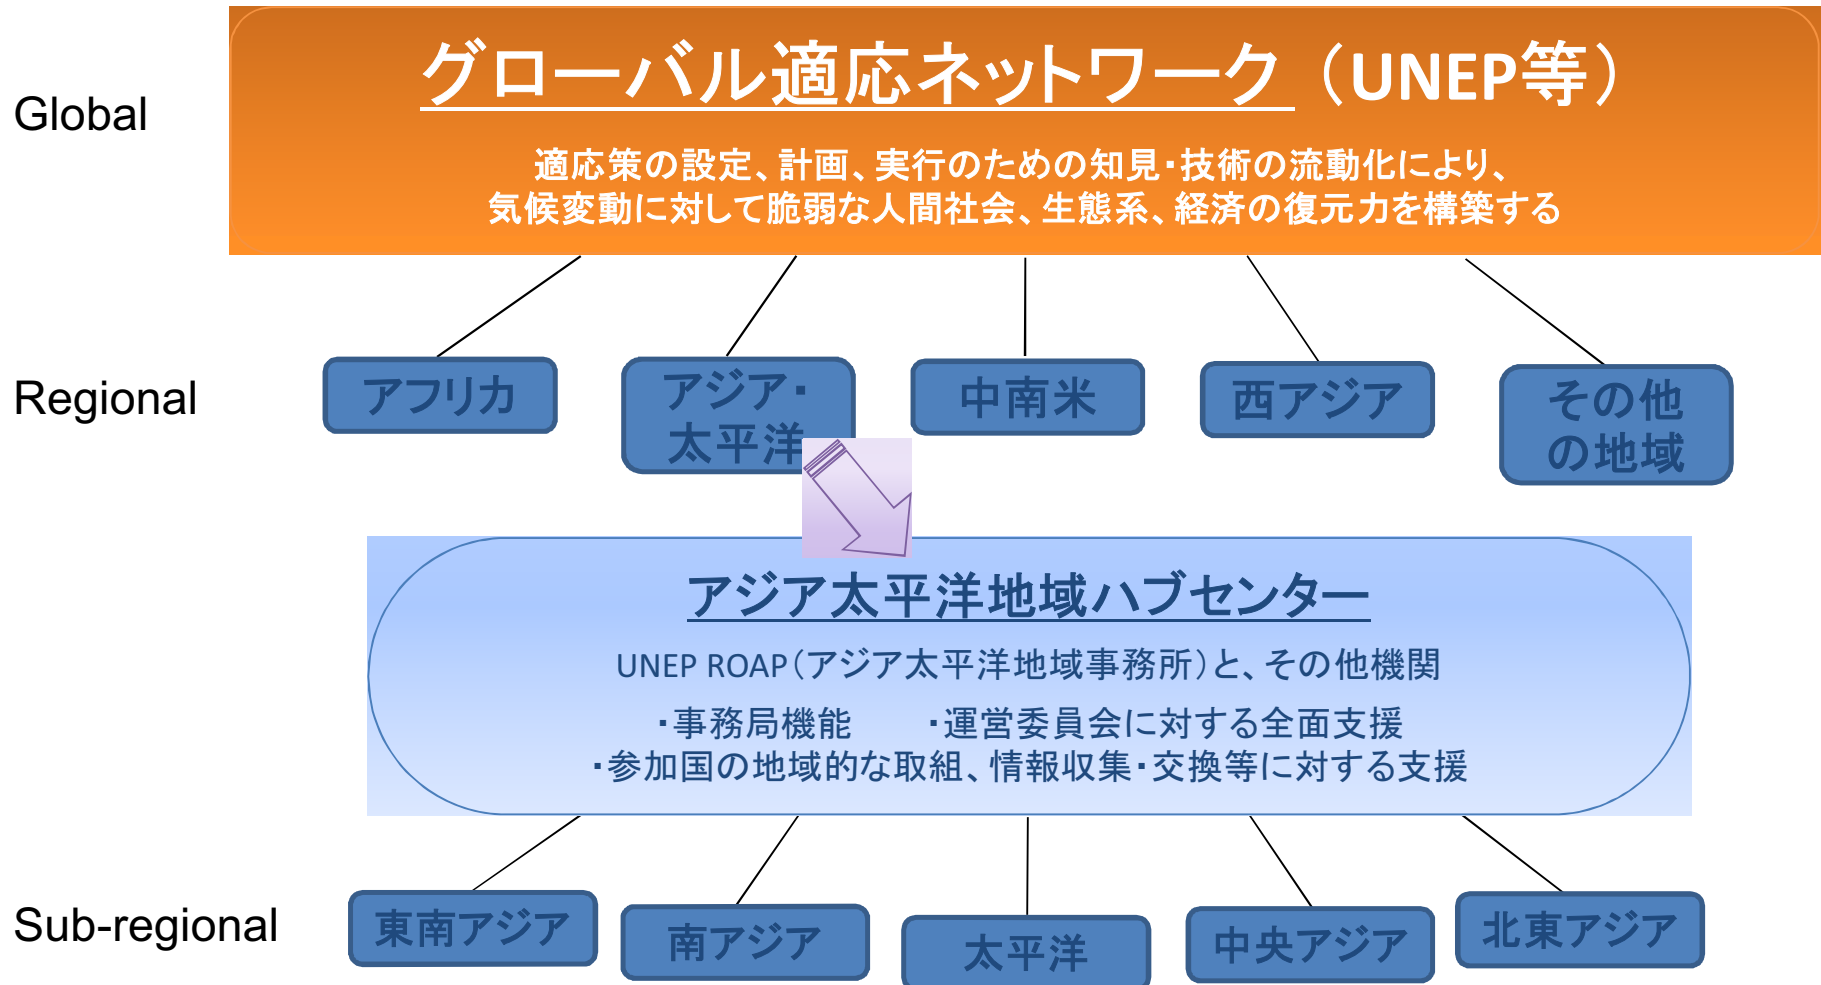 グローバル適応ネットワーク（UNEP等）
Global
適応策の設定、計画、実行のための知見・技術の流動化により、
気候変動に対して脆弱な人間社会、生態系、経済の復元力を構築する
Regional
アフリカ
アジア・
太平洋
中南米
西アジア
その他
の地域
アジア太平洋地域ハブセンター
UNEP ROAP（アジア太平洋地域事務所）と、その他機関
・事務局機能　　・運営委員会に対する全面支援
・参加国の地域的な取組、情報収集・交換等に対する支援
Sub-regional
東南アジア
南アジア
太平洋
中央アジア
北東アジア